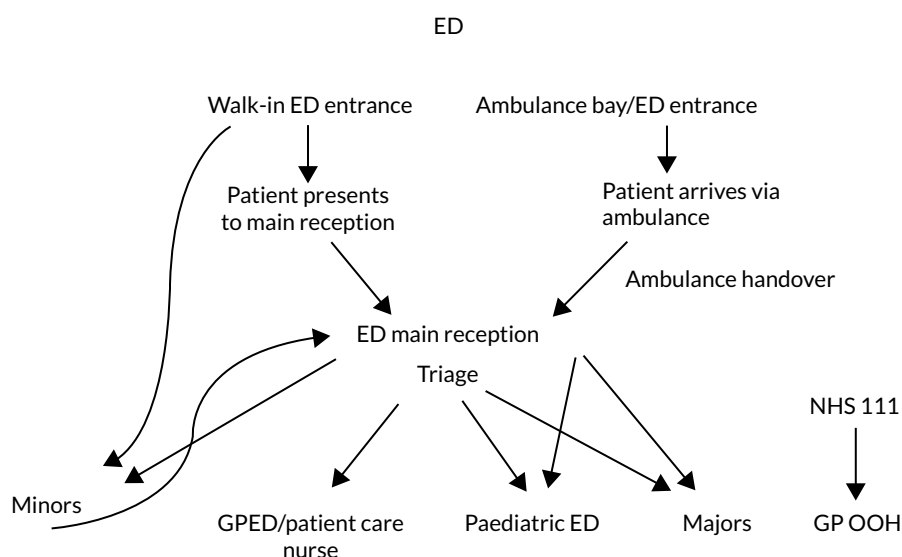 ED
Walk-in ED entrance
Ambulance bay/ED entrance
Patient presents
to main reception
Patient arrives via
ambulance
Ambulance handover
ED main reception
Triage
NHS 111
Minors
GPED/patient care
nurse
Paediatric ED
Majors
GP OOH